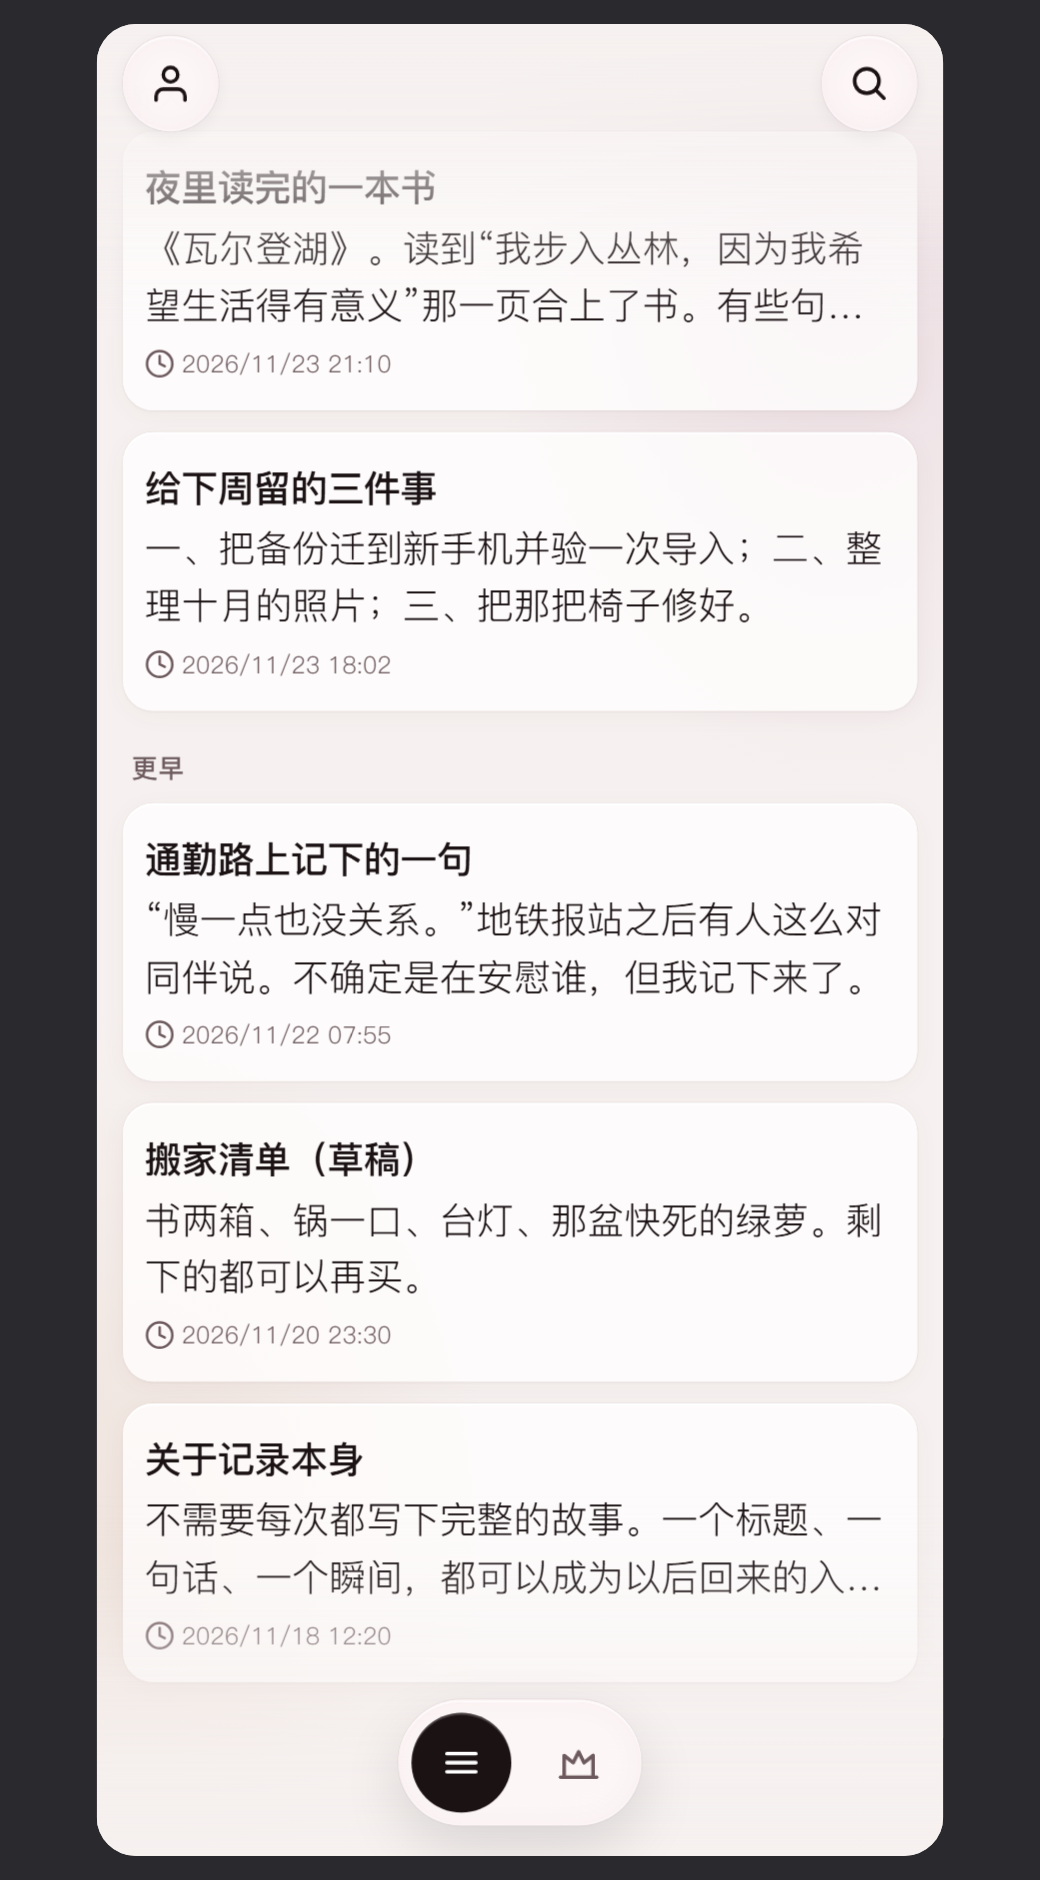 夜里读完的一本书
《瓦尔登湖》。读到“我步入丛林，因为我希
望生活得有意义”那一页合上了书。有些句…
2026/11/23 21:10
给下周留的三件事
一、把备份迁到新手机并验一次导入；二、整
理十月的照片；三、把那把椅子修好。
2026/11/23 18:02
更早
通勤路上记下的一句
“慢一点也没关系。”地铁报站之后有人这么对
同伴说。不确定是在安慰谁，但我记下来了。
2026/11/22 07:55
搬家清单（草稿）
书两箱、锅一口、台灯、那盆快死的绿萝。剩
下的都可以再买。
2026/11/20 23:30
关于记录本身
不需要每次都写下完整的故事。一个标题、一
句话、一个瞬间，都可以成为以后回来的入…
2026/11/18 12:20